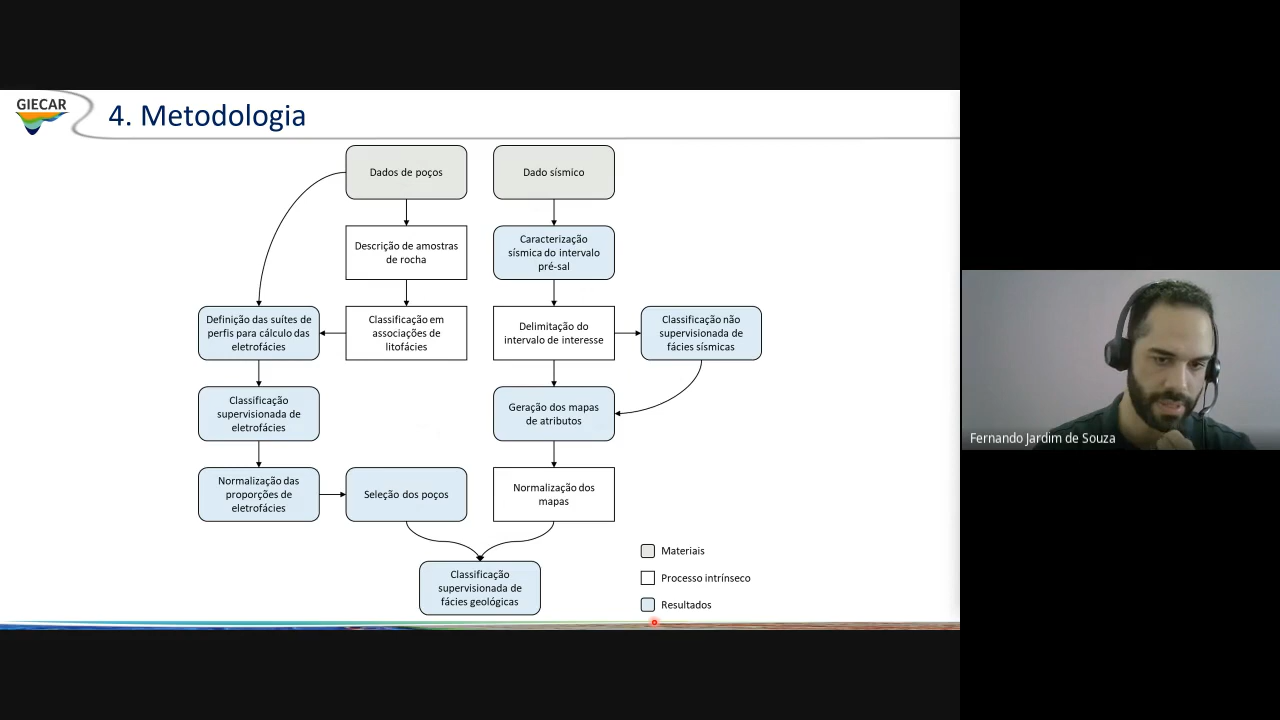 GIECAR
4. Metodologia
Dados de poços
Dado sísmico
Descrição de amostras
de rocha
Caracterização
sísmica do intervalo
pré-sal
Definição das suítes de
perfis para cálculo das
eletrofácies
Classificação em
associações de
litofácies
Delimitação do
intervalo de interesse
Classificação não
supervisionada de
fácies sísmicas
Classificação
supervisionada de
eletrofácies
Geração dos mapas
de atributos
Normalização das
proporções de
eletrofácies
Seleção dos poços
Normalização dos
mapas
Classificação
supervisionada de
fácies geológicas
Materiais
Processo intrínseco
Resultados
Fernando Jardim de Souza